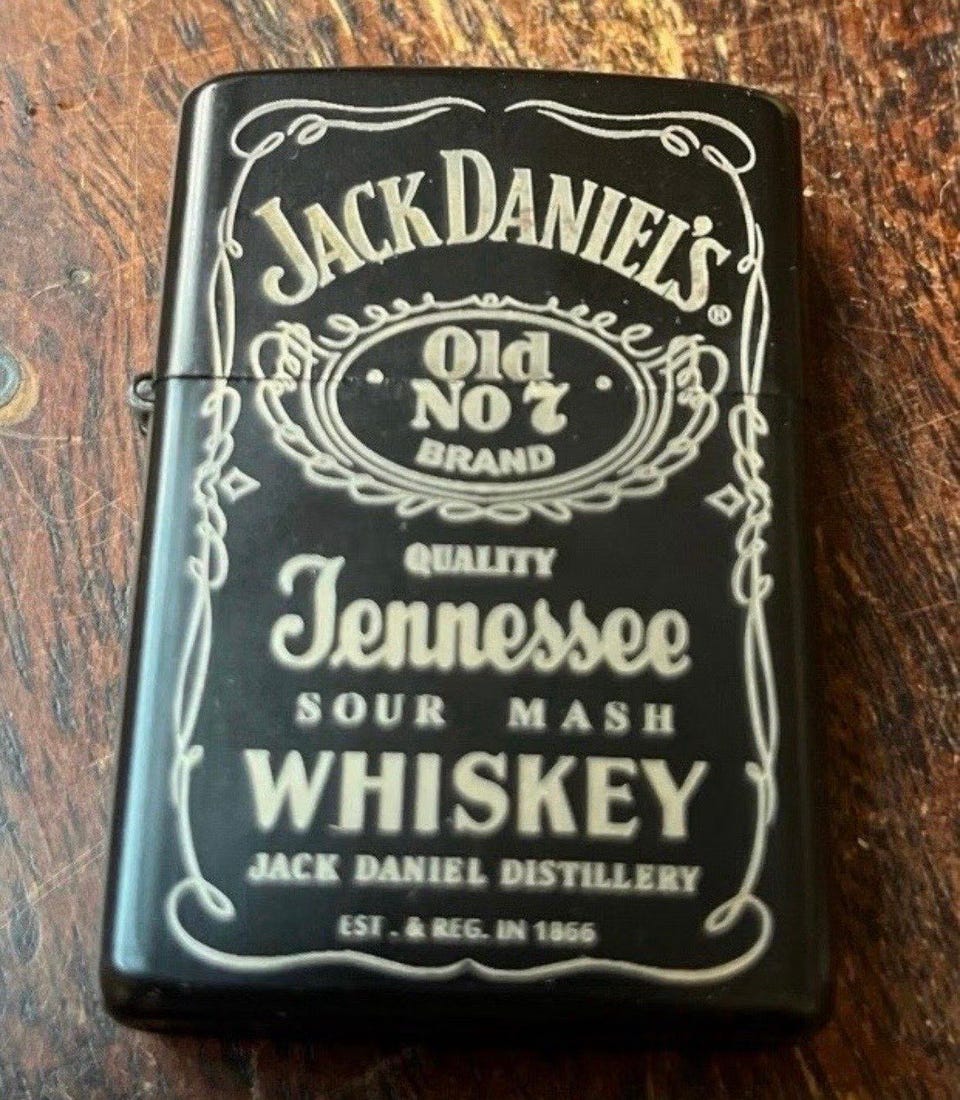 JACK DANIEL'S ®
Old
NO 7
BRAND
QUALITY
Tennessee
SOUR MASH
WHISKEY
JACK DANIEL DISTILLERY
EST . & REG. IN 1866